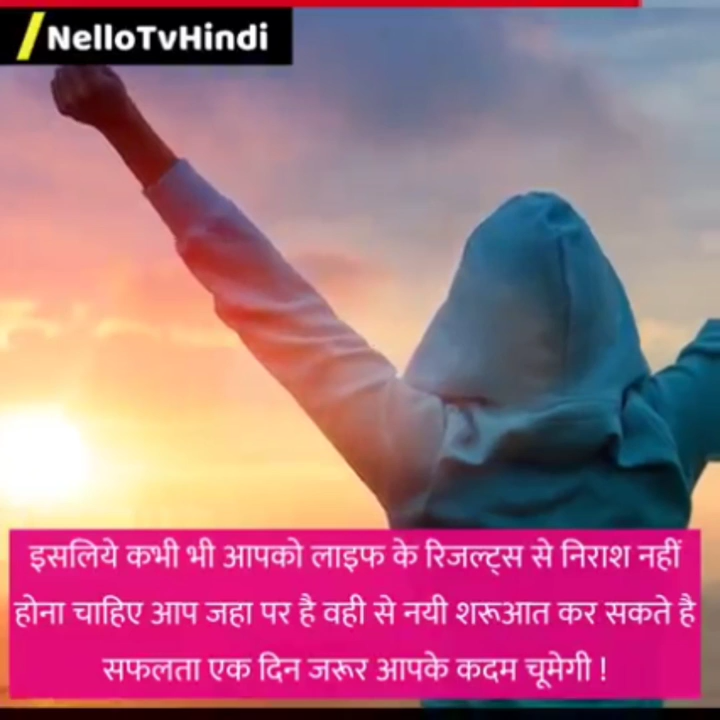 NelloTvHindi
इसलिये कभी भी आपको लाइफ के रिजल्ट्स से निराश नहीं
होना चाहिए आप जहा पर है वही से नयी शरूआत कर सकते है
सफलता एक दिन जरूर आपके कदम चूमेगी !